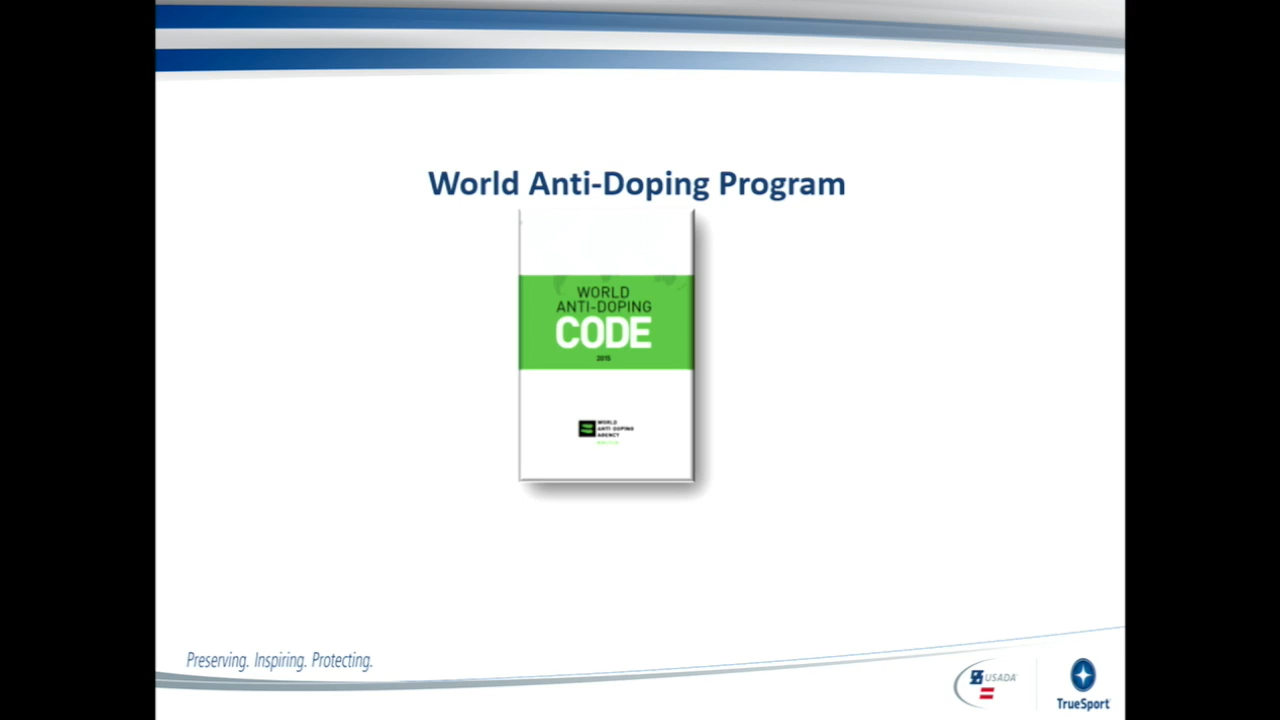 World Anti-Doping Program
WORLD
ANTI-DOPING
CODE
2015
WORLD
ANTI-DOPING
AGENCY
Preserving. Inspiring. Protecting.
USADA
TrueSport